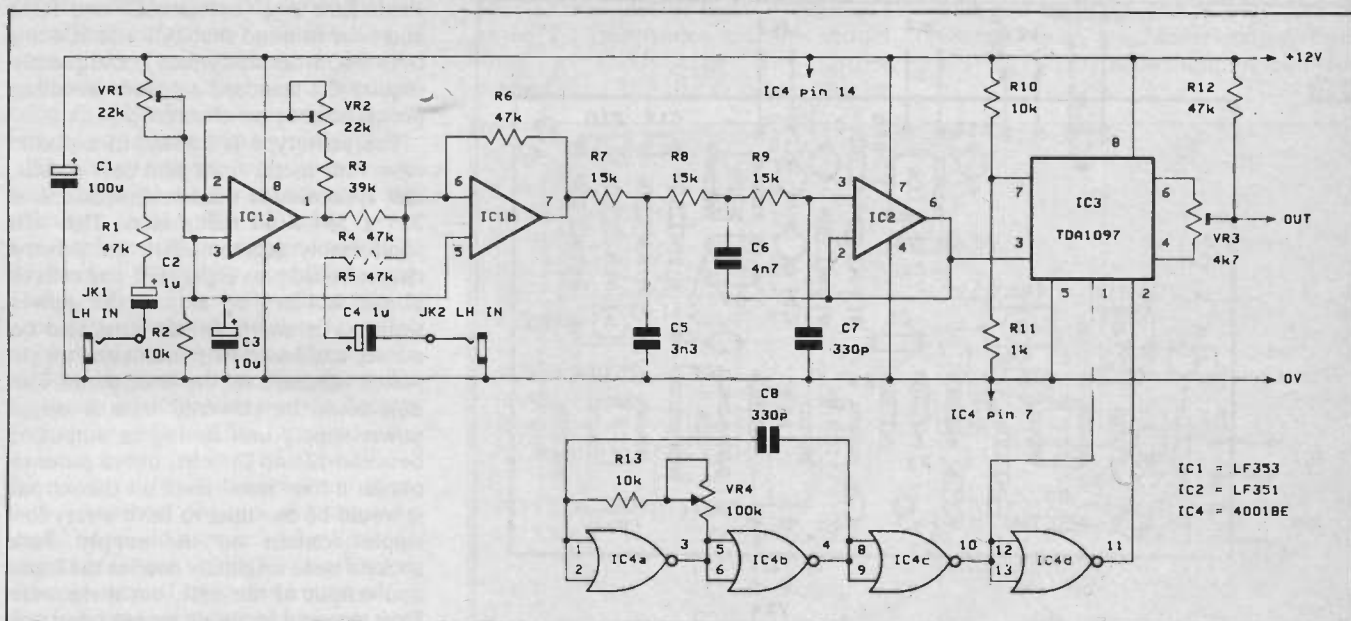 VR1
22k
C1
100u
R1
47k
C2
1u
JK1
LH IN
R2
10k
C3
10u
2
3
8
4
IC1a
VR2
22k
R3
39k
R4 47k
R5 47k
C4 1u
JK2 LH IN
R6
47k
6
5
7
IC1b
R7
15k
R8
15k
R9
15k
C5
3n3
C6
4n7
C7
330p
IC4 pin 14
3
2
7
6
4
IC2
R10
10k
R11
1k
IC4 pin 7
8
7
3
6
4
5
1
2
IC3
TDA1097
R12
47k
VR3
4k7
+12V
OUT
0V
C8
330p
R13
10k
VR4
100k
1
2
3
IC4a
5
6
4
IC4b
8
9
10
IC4c
12
13
11
IC4d
IC1 = LF353
IC2 = LF351
IC4 = 4001BE